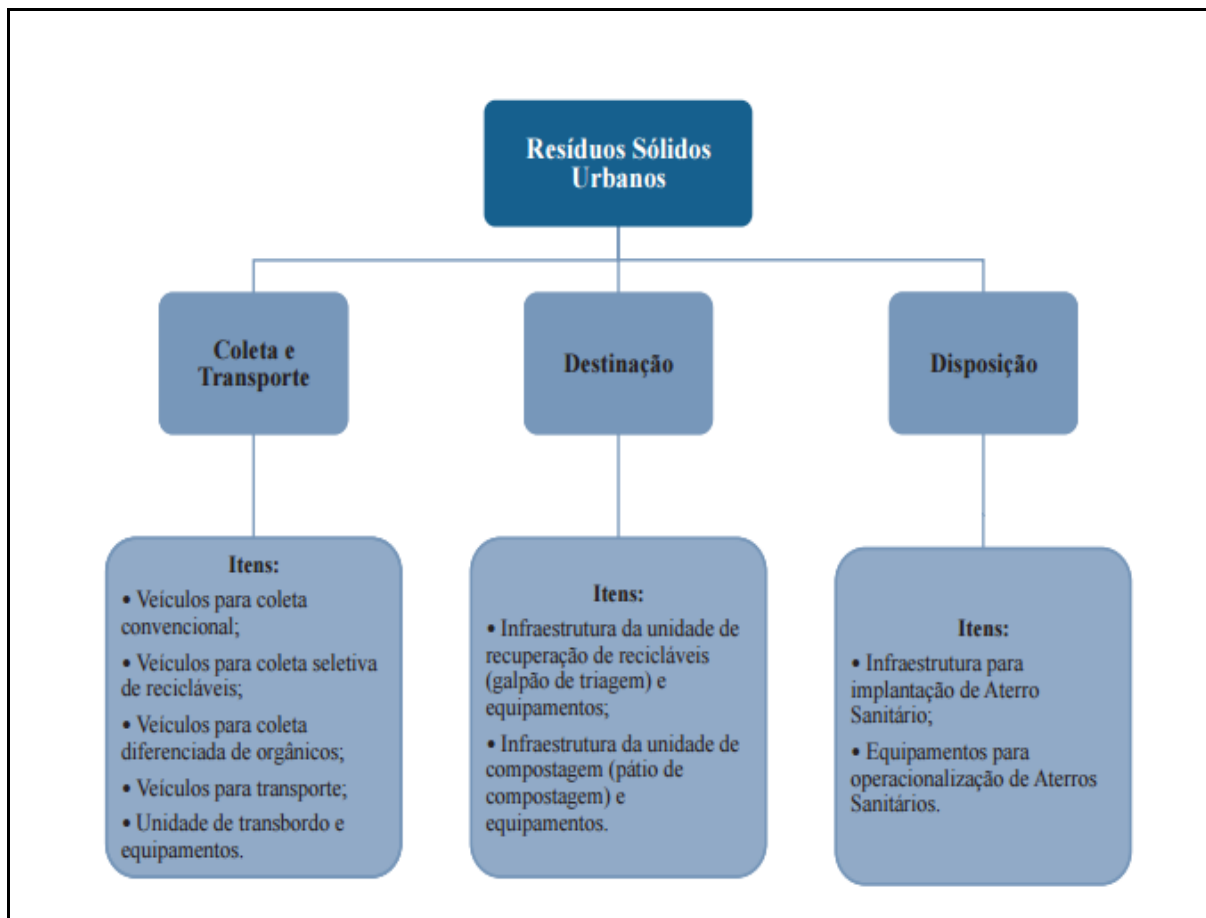 Resíduos Sólidos
Urbanos
Coleta e
Transporte
Destinação
Disposição
Itens:
• Veículos para coleta
convencional;
• Veículos para coleta seletiva
de recicláveis;
• Veículos para coleta
diferenciada de orgânicos;
• Veículos para transporte;
• Unidade de transbordo e
equipamentos.
Itens:
• Infraestrutura da unidade de
recuperação de recicláveis
(galpão de triagem) e
equipamentos;
• Infraestrutura da unidade de
compostagem (pátio de
compostagem) e
equipamentos.
Itens:
• Infraestrutura para
implantação de Aterro
Sanitário;
• Equipamentos para
operacionalização de Aterros
Sanitários.